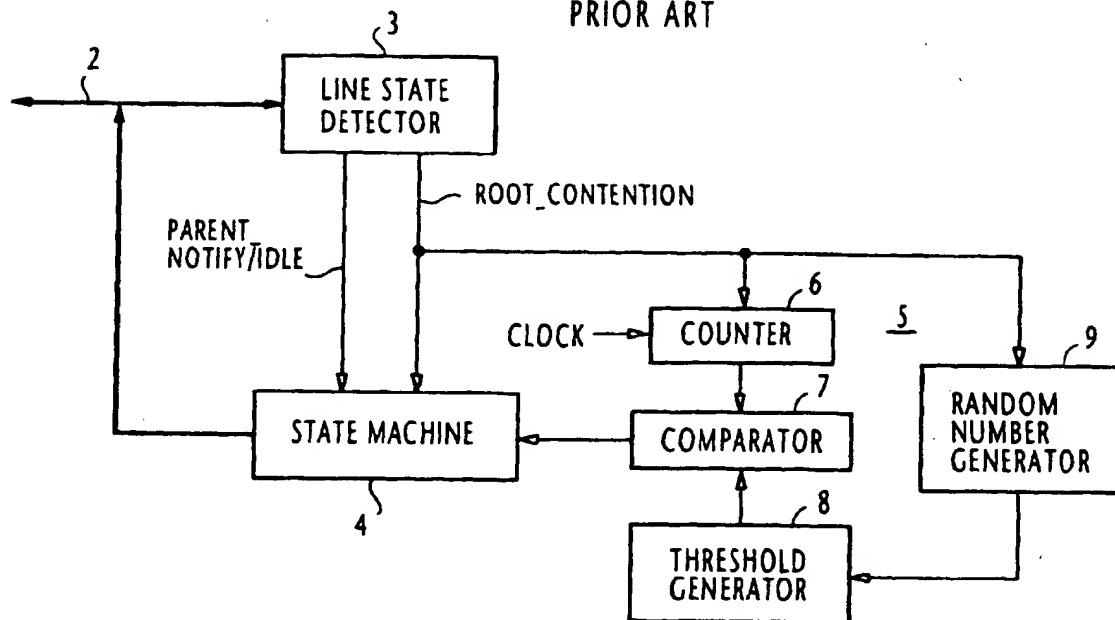 PRIOR ART
3
2
LINE STATE
DETECTOR
ROOT_CONTENTION
PARENT_
NOTIFY/IDLE
6
5
CLOCK
COUNTER
9
7
RANDOM
NUMBER
GENERATOR
STATE MACHINE
COMPARATOR
4
8
THRESHOLD
GENERATOR